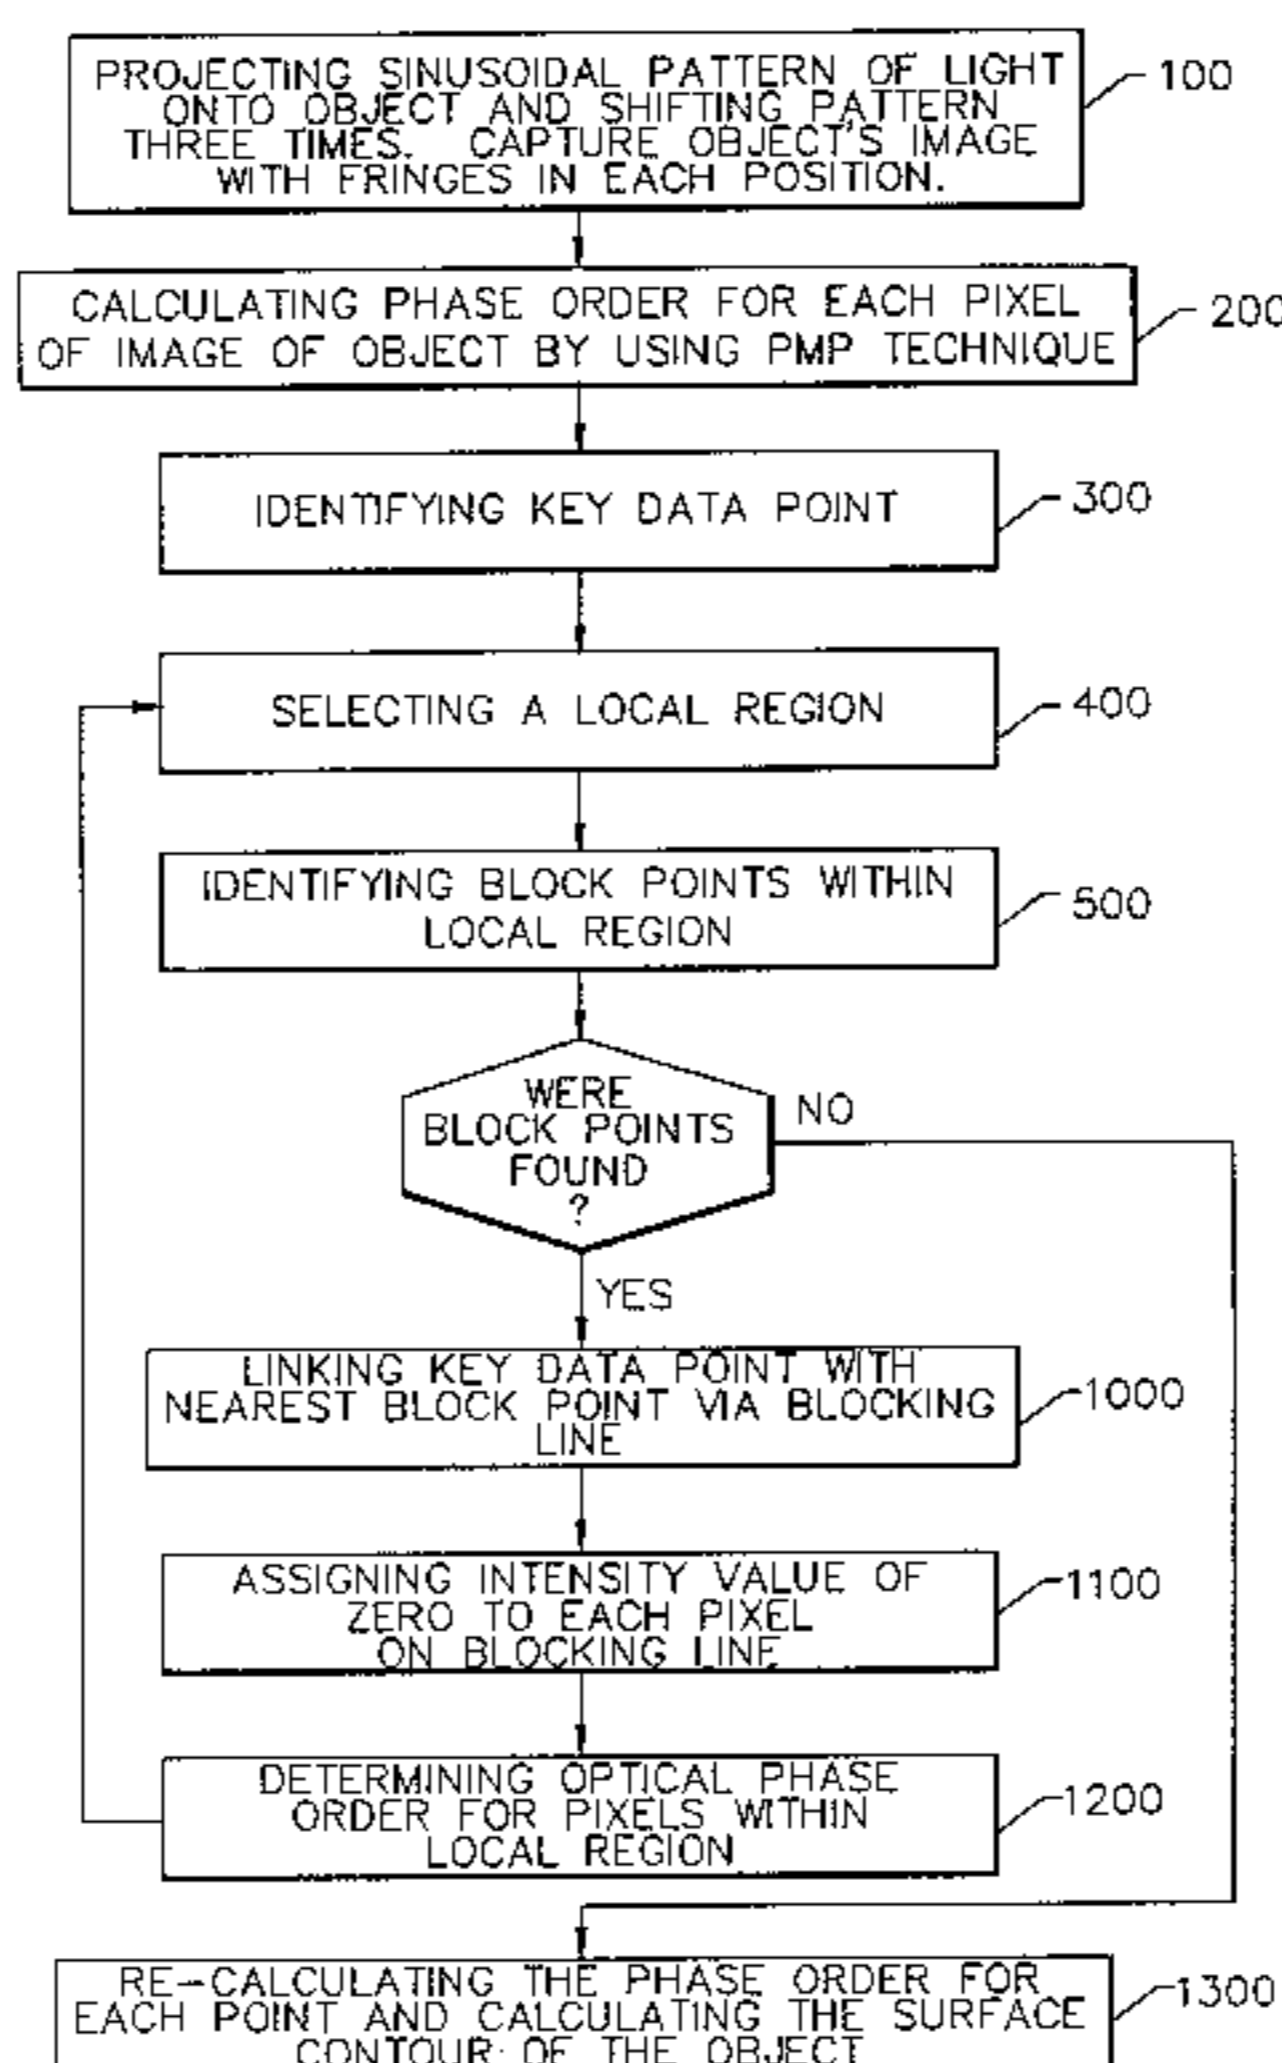 PROJECTING SINUSOIDAL PATTERN OF LIGHT
ONTO OBJECT AND SHIFTING PATTERN
THREE TIMES. CAPTURE OBJECT'S IMAGE
WITH FRINGES IN EACH POSITION.
100
CALCULATING PHASE ORDER FOR EACH PIXEL
OF IMAGE OF OBJECT BY USING PMP TECHNIQUE
200
IDENTIFYING KEY DATA POINT
300
SELECTING A LOCAL REGION
400
IDENTIFYING BLOCK POINTS WITHIN
LOCAL REGION
500
WERE
BLOCK POINTS
FOUND
?
NO
YES
LINKING KEY DATA POINT WITH
NEAREST BLOCK POINT VIA BLOCKING
LINE
1000
ASSIGNING INTENSITY VALUE OF
ZERO TO EACH PIXEL
ON BLOCKING LINE
1100
DETERMINING OPTICAL PHASE
ORDER FOR PIXELS WITHIN
LOCAL REGION
1200
RE-CALCULATING THE PHASE ORDER FOR
EACH POINT AND CALCULATING THE SURFACE
CONTOUR OF THE OBJECT
1300